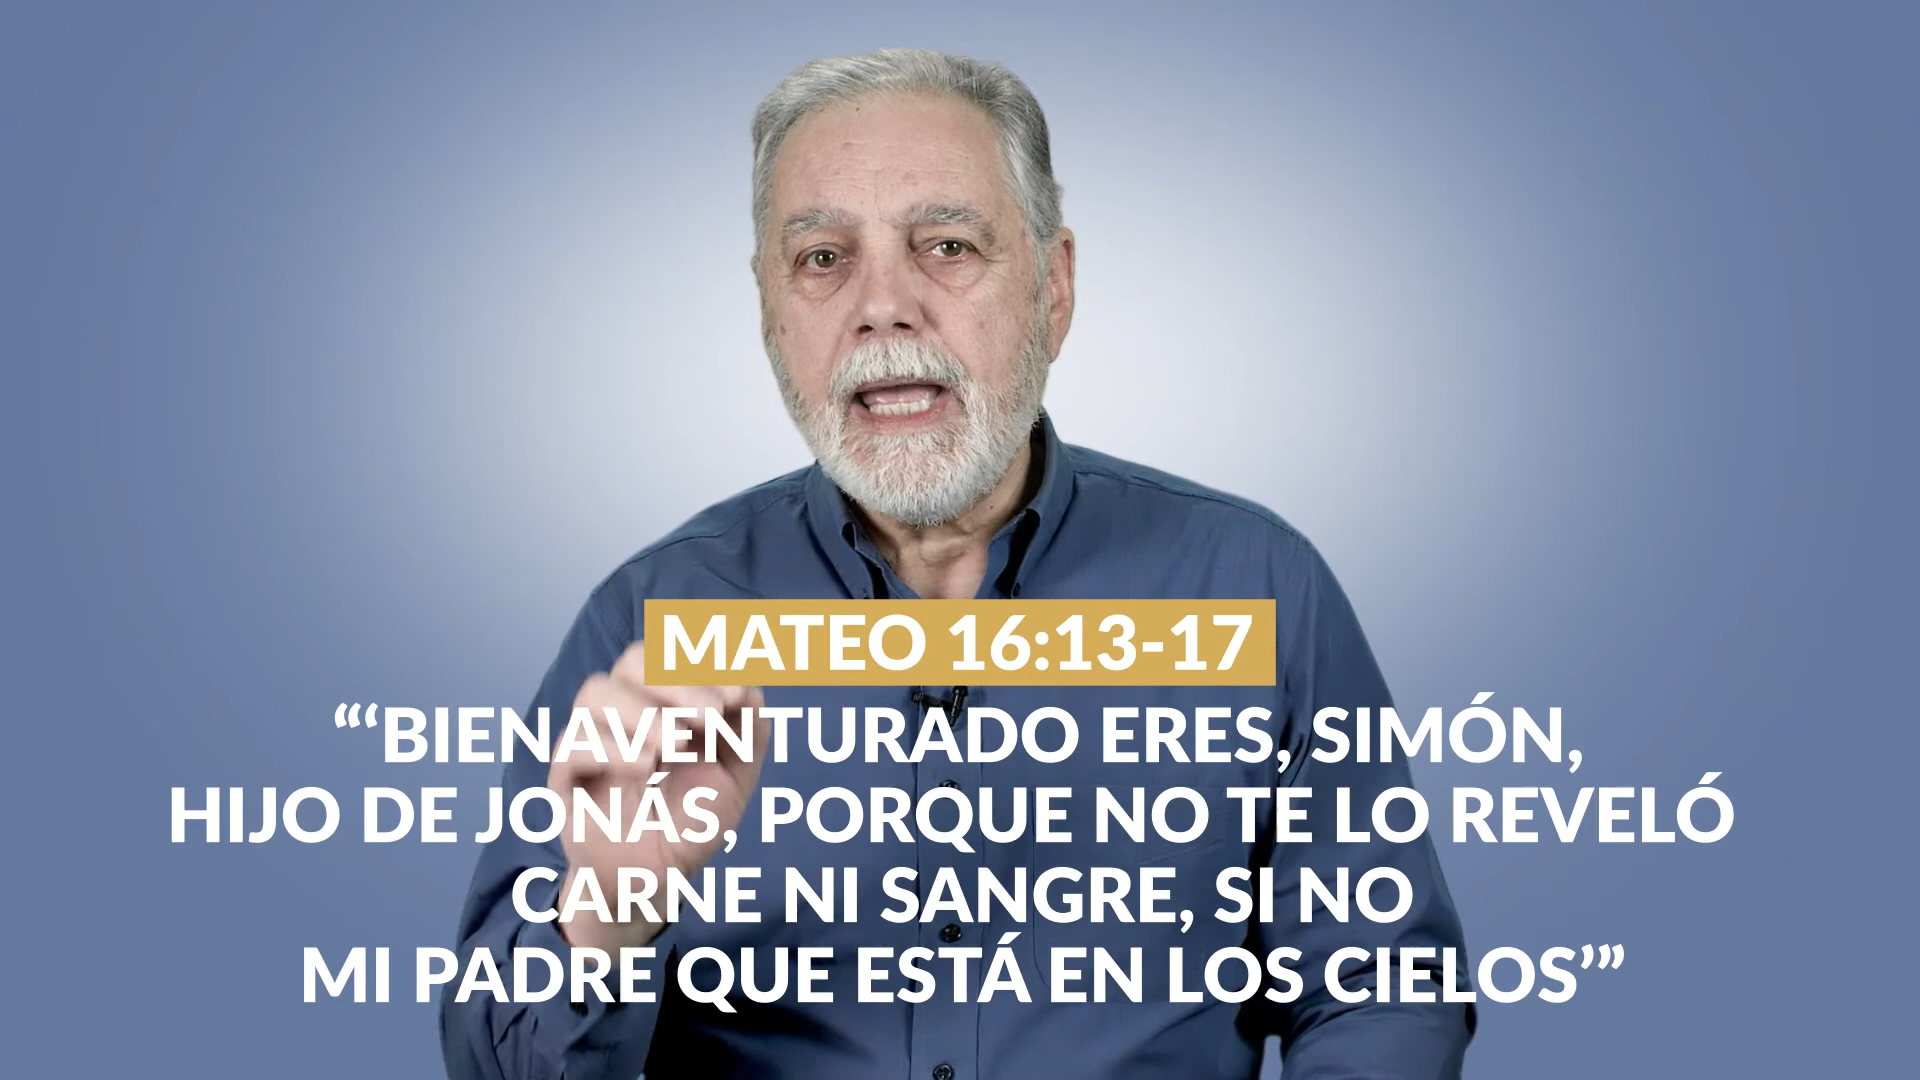 MATEO 16:13-17
“‘BIENAVENTURADO ERES, SIMÓN,
HIJO DE JONÁS, PORQUE NO TE LO REVELÓ
CARNE NI SANGRE, SI NO
MI PADRE QUE ESTÁ EN LOS CIELOS’”